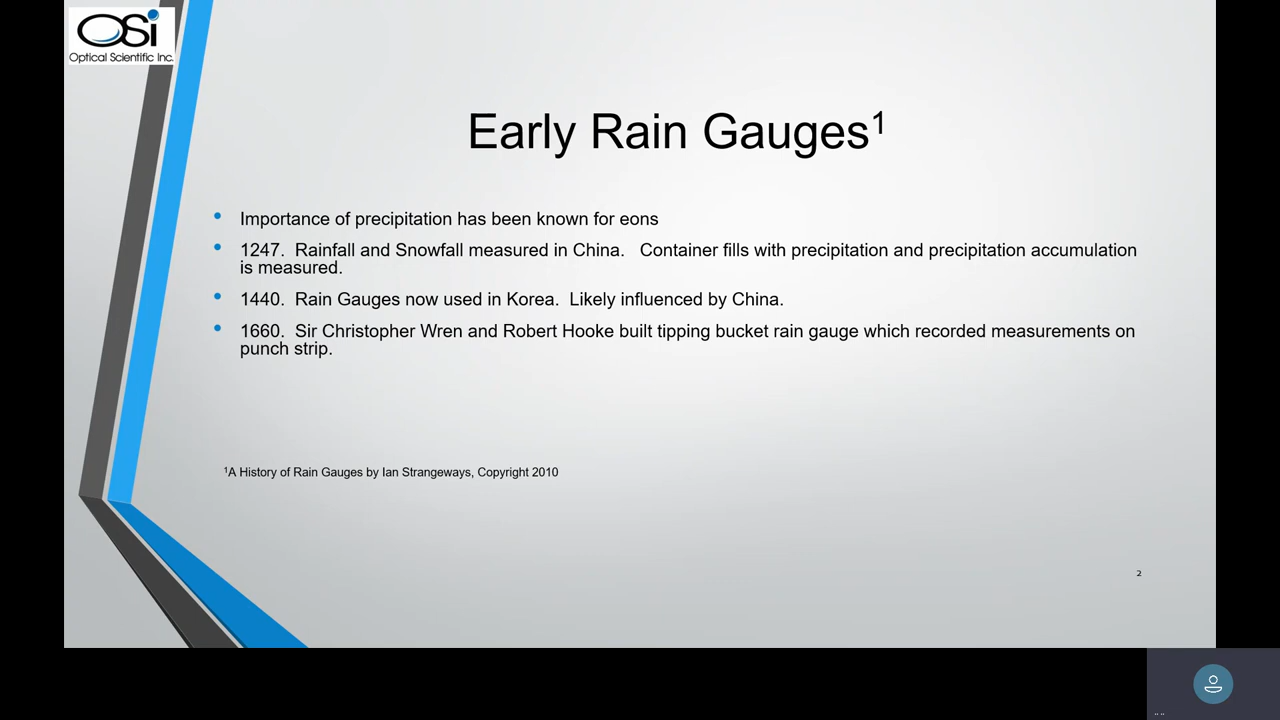 OSi
Optical Scientific Inc.
Early Rain Gauges¹
• Importance of precipitation has been known for eons
• 1247.  Rainfall and Snowfall measured in China.   Container fills with precipitation and precipitation accumulation
is measured.
• 1440.  Rain Gauges now used in Korea.  Likely influenced by China.
• 1660.  Sir Christopher Wren and Robert Hooke built tipping bucket rain gauge which recorded measurements on
punch strip.
¹A History of Rain Gauges by Ian Strangeways, Copyright 2010
2